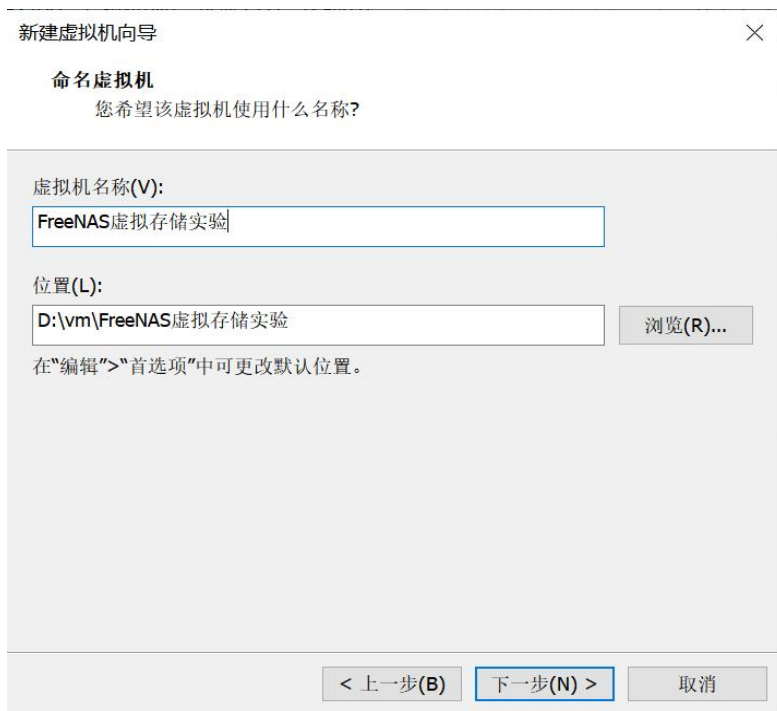 新建虚拟机向导
命名虚拟机
您希望该虚拟机使用什么名称?
虚拟机名称(V):
FreeNAS虚拟存储实验
位置(L):
D:\vm\FreeNAS虚拟存储实验
浏览(R)...
在“编辑”>“首选项”中可更改默认位置。
< 上一步(B)
下一步(N) >
取消